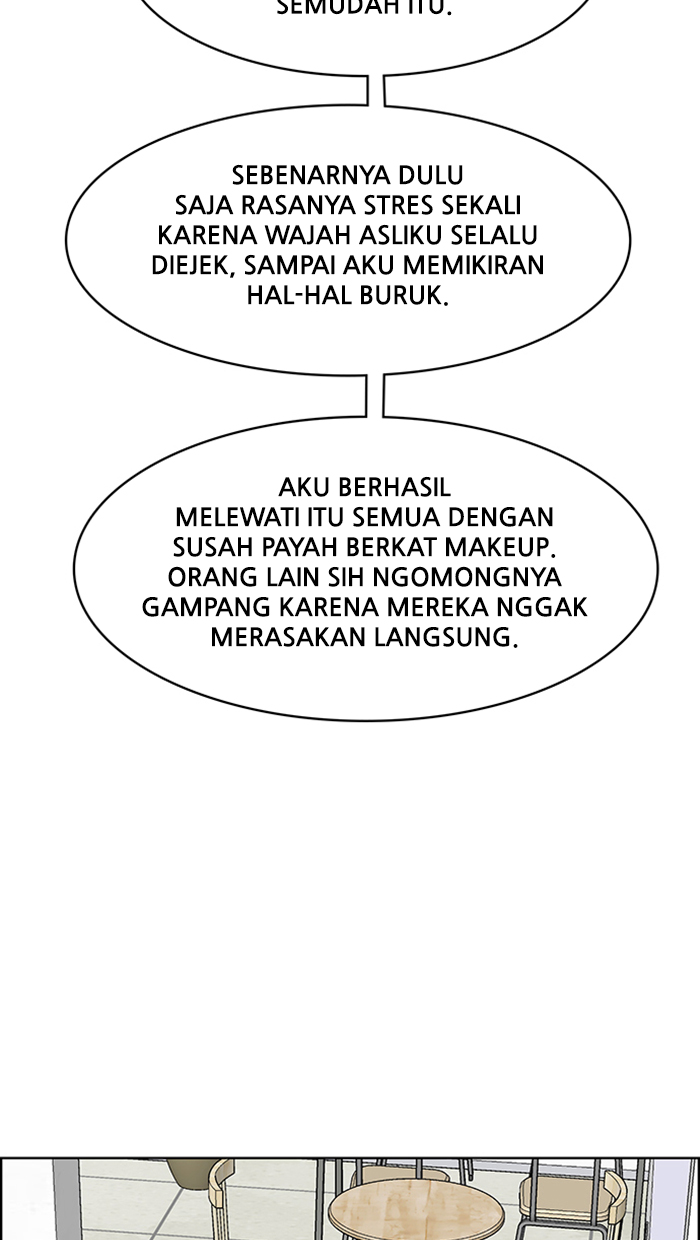 SEMUDAH ITU.
SEBENARNYA DULU
SAJA RASANYA STRES SEKALI
KARENA WAJAH ASLIKU SELALU
DIEJEK, SAMPAI AKU MEMIKIRAN
HAL-HAL BURUK.
AKU BERHASIL
MELEWATI ITU SEMUA DENGAN
SUSAH PAYAH BERKAT MAKEUP.
ORANG LAIN SIH NGOMONGNYA
GAMPANG KARENA MEREKA NGGAK
MERASAKAN LANGSUNG.